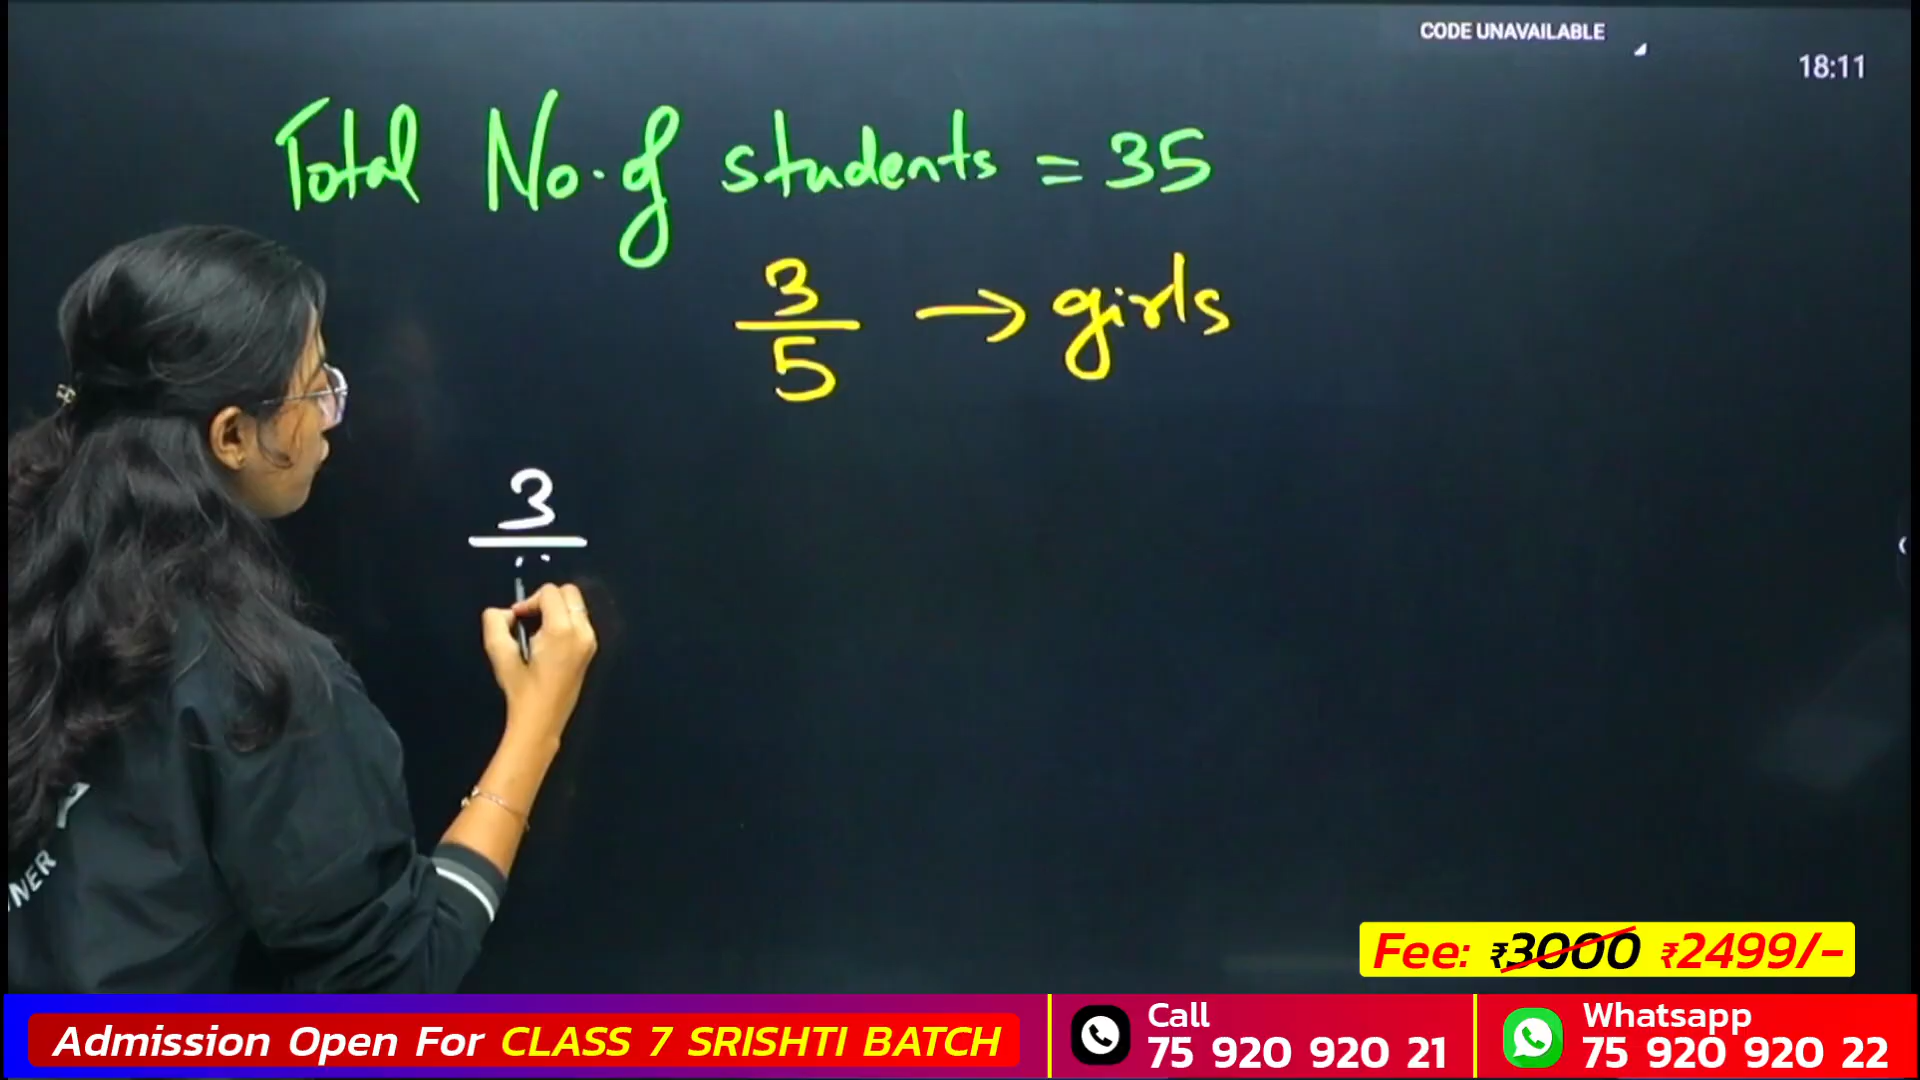 CODE UNAVAILABLE
18:11
Total No. of students = 35
3/5 → girls
3
NER
Fee: ₹3000 ₹2499/-
Admission Open For CLASS 7 SRISHTI BATCH
Call
75 920 920 21
Whatsapp
75 920 920 22